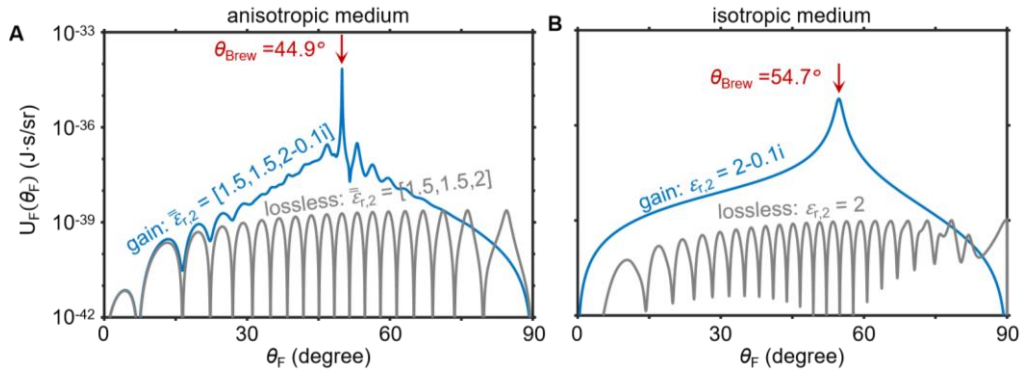 anisotropic medium
isotropic medium
A
B
10-33
10-36
10-39
10-42
UF(θF) (J·s/sr)
θBrew =44.9°
gain: ε̿r,2 = [1.5,1.5,2-0.1i]
lossless: ε̿r,2 = [1.5,1.5,2]
θBrew =54.7°
gain: εr,2 = 2-0.1i
lossless: εr,2 = 2
0 30 60 90
0 30 60 90
θF (degree)
θF (degree)